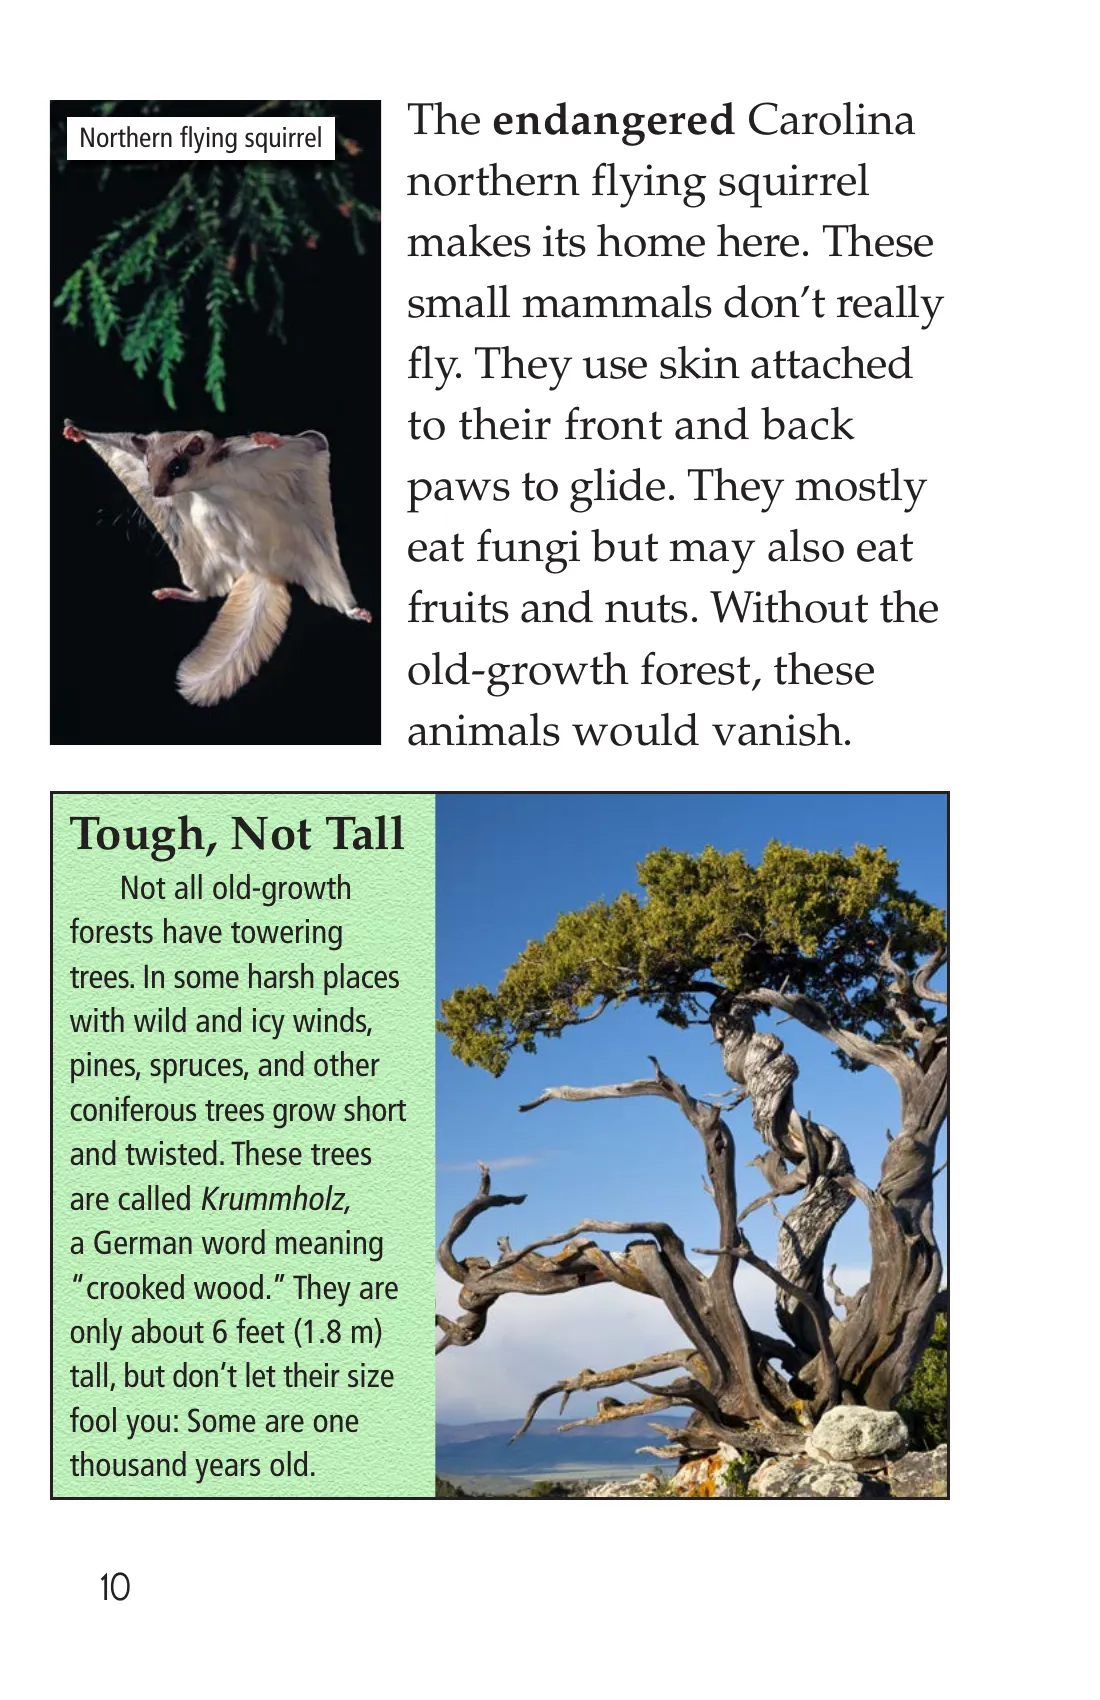 Northern flying squirrel
The endangered Carolina
northern flying squirrel
makes its home here. These
small mammals don’t really
fly. They use skin attached
to their front and back
paws to glide. They mostly
eat fungi but may also eat
fruits and nuts. Without the
old-growth forest, these
animals would vanish.
Tough, Not Tall
Not all old-growth
forests have towering
trees. In some harsh places
with wild and icy winds,
pines, spruces, and other
coniferous trees grow short
and twisted. These trees
are called Krummholz,
a German word meaning
“crooked wood.” They are
only about 6 feet (1.8 m)
tall, but don’t let their size
fool you: Some are one
thousand years old.
10